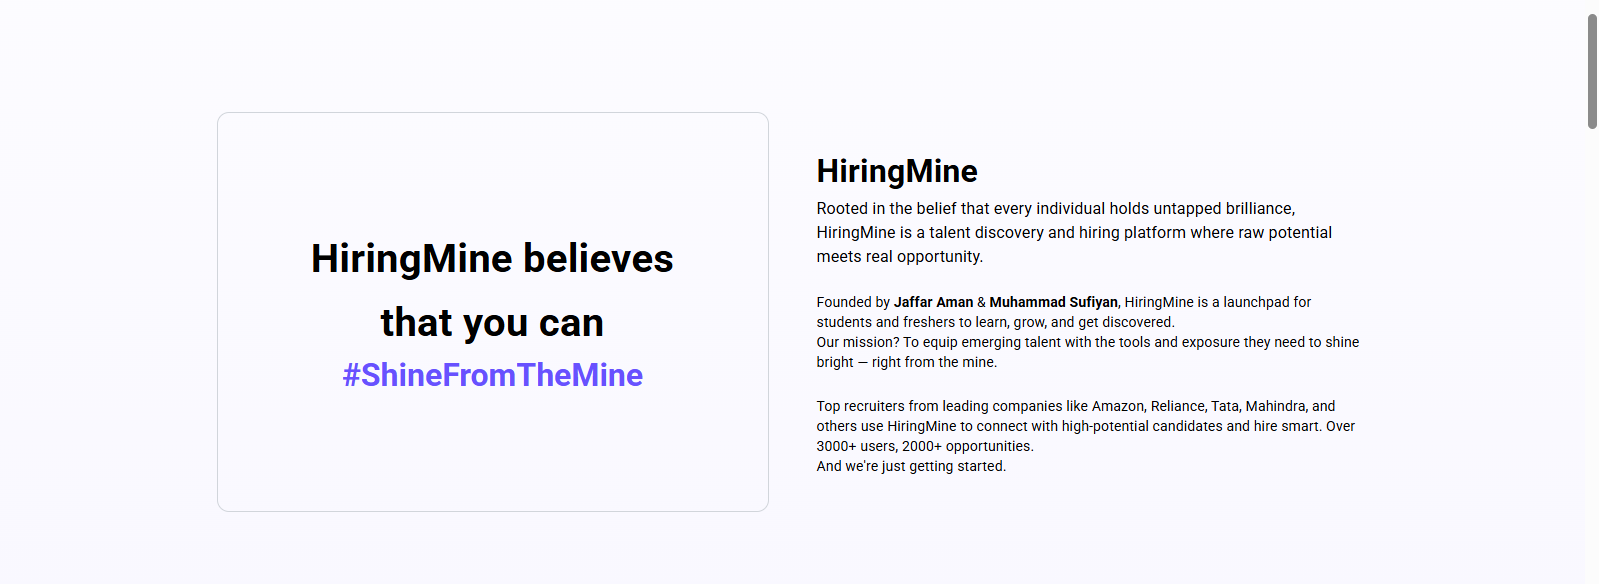 HiringMine believes
that you can
#ShineFromTheMine
HiringMine
Rooted in the belief that every individual holds untapped brilliance,
HiringMine is a talent discovery and hiring platform where raw potential
meets real opportunity.
Founded by Jaffar Aman & Muhammad Sufiyan, HiringMine is a launchpad for
students and freshers to learn, grow, and get discovered.
Our mission? To equip emerging talent with the tools and exposure they need to shine
bright — right from the mine.
Top recruiters from leading companies like Amazon, Reliance, Tata, Mahindra, and
others use HiringMine to connect with high-potential candidates and hire smart. Over
3000+ users, 2000+ opportunities.
And we're just getting started.